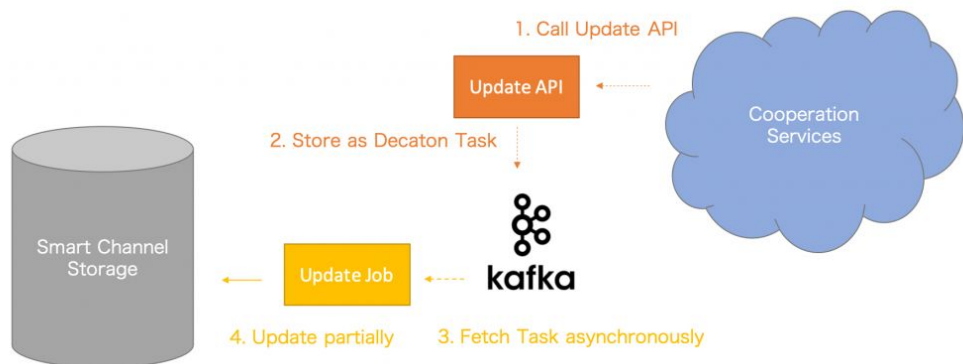 1. Call Update API
Update API
Cooperation
Services
2. Store as Decaton Task
kafka
Smart Channel
Storage
Update Job
4. Update partially
3. Fetch Task asynchronously